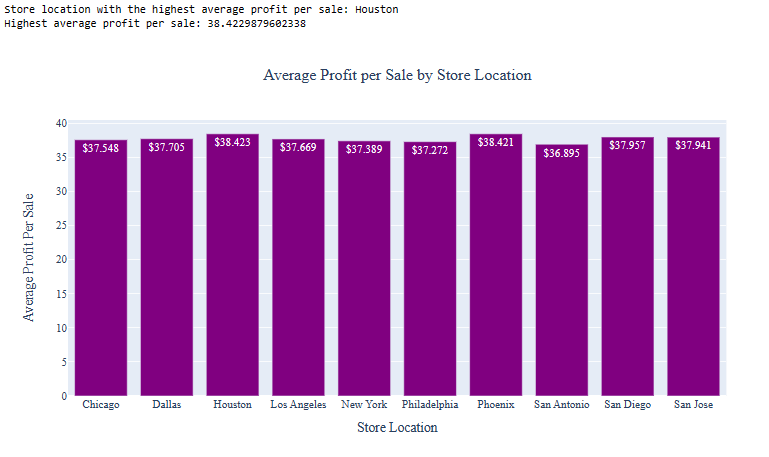 Store location with the highest average profit per sale: Houston
Highest average profit per sale: 38.4229879602338
Average Profit per Sale by Store Location
Average Profit Per Sale
40
35
30
25
20
15
10
5
0
$37.548 $37.705 $38.423 $37.669 $37.389 $37.272 $38.421 $36.895 $37.957 $37.941
Chicago Dallas Houston Los Angeles New York Philadelphia Phoenix San Antonio San Diego San Jose
Store Location